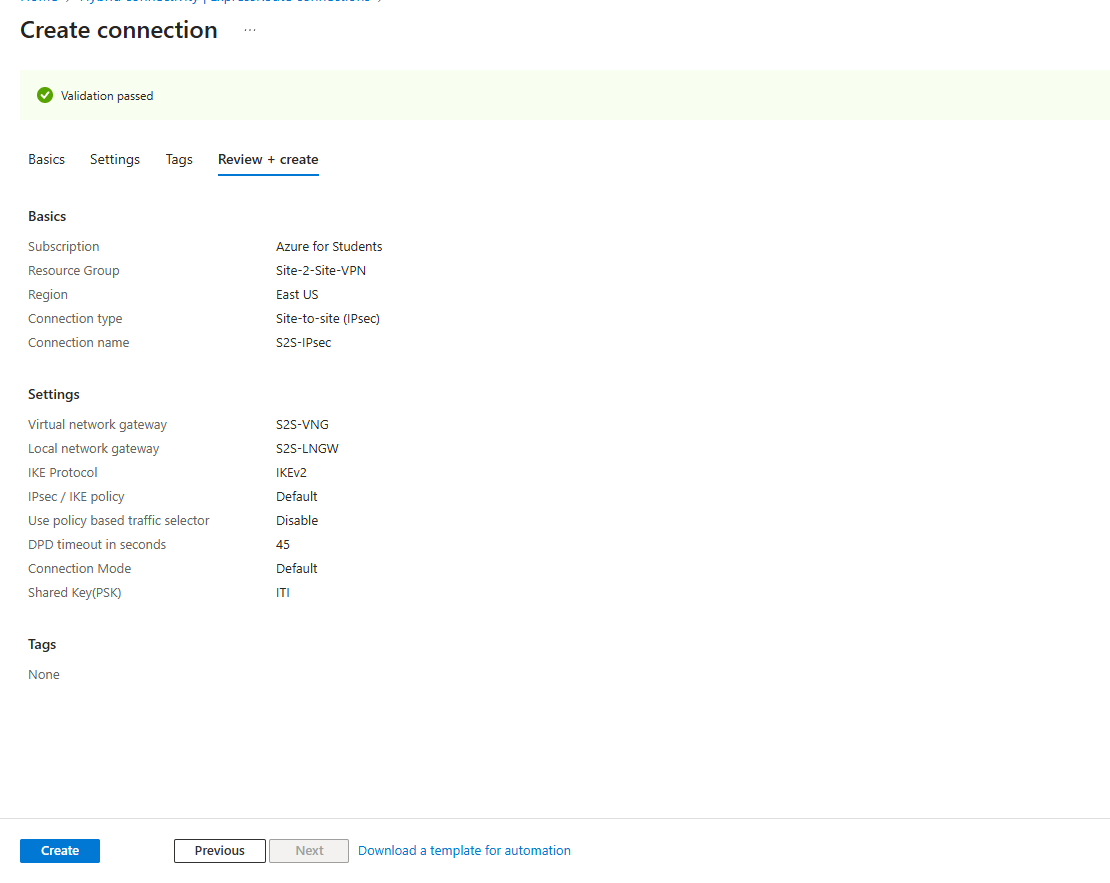 Home > Hybrid connectivity | ExpressRoute connections >
Create connection ...
Validation passed
Basics Settings Tags Review + create
Basics
Subscription Azure for Students
Resource Group Site-2-Site-VPN
Region East US
Connection type Site-to-site (IPsec)
Connection name S2S-IPsec
Settings
Virtual network gateway S2S-VNG
Local network gateway S2S-LNGW
IKE Protocol IKEv2
IPsec / IKE policy Default
Use policy based traffic selector Disable
DPD timeout in seconds 45
Connection Mode Default
Shared Key(PSK) ITI
Tags
None
Create Previous Next Download a template for automation